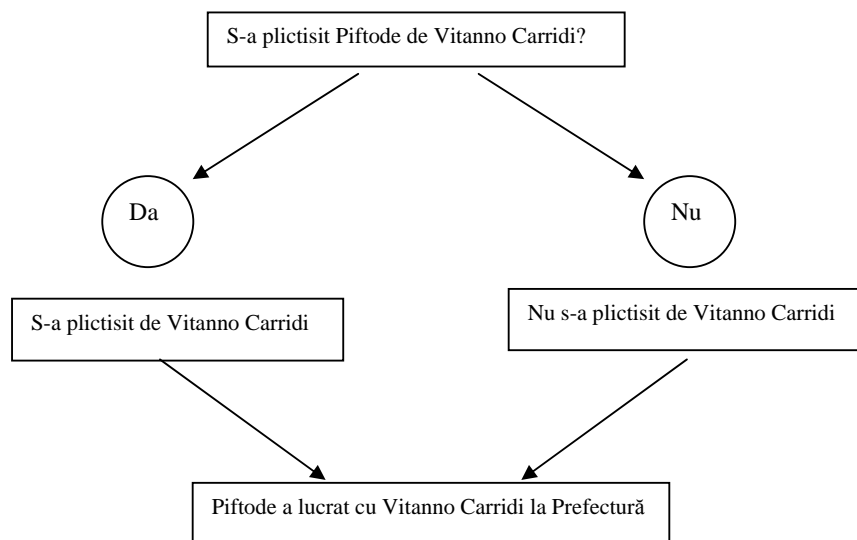 S-a plictisit Piftode de Vitanno Carridi?
Da
Nu
S-a plictisit de Vitanno Carridi
Nu s-a plictisit de Vitanno Carridi
Piftode a lucrat cu Vitanno Carridi la Prefectură